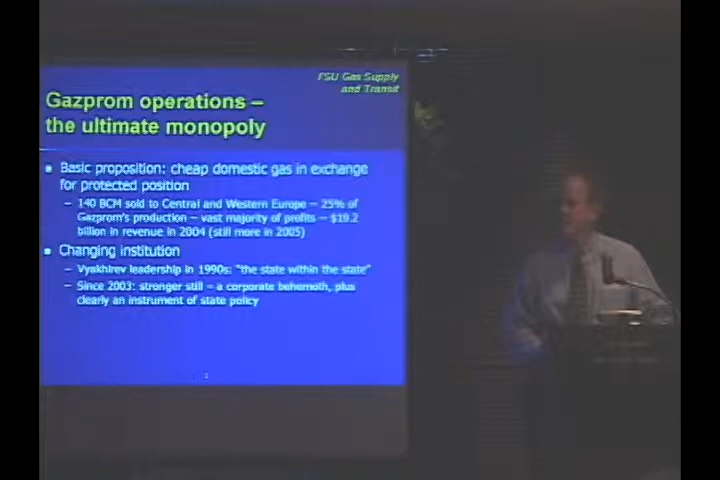 FSU Gas Supply
and Transit
Gazprom operations –
the ultimate monopoly
Basic proposition: cheap domestic gas in exchange
for protected position
– 140 BCM sold to Central and Western Europe – 25% of
Gazprom's production – vast majority of profits – $19.2
billion in revenue in 2004 (still more in 2005)
Changing institution
– Vyakhirev leadership in 1990s: "the state within the state"
– Since 2003: stronger still – a corporate behemoth, plus
clearly an instrument of state policy